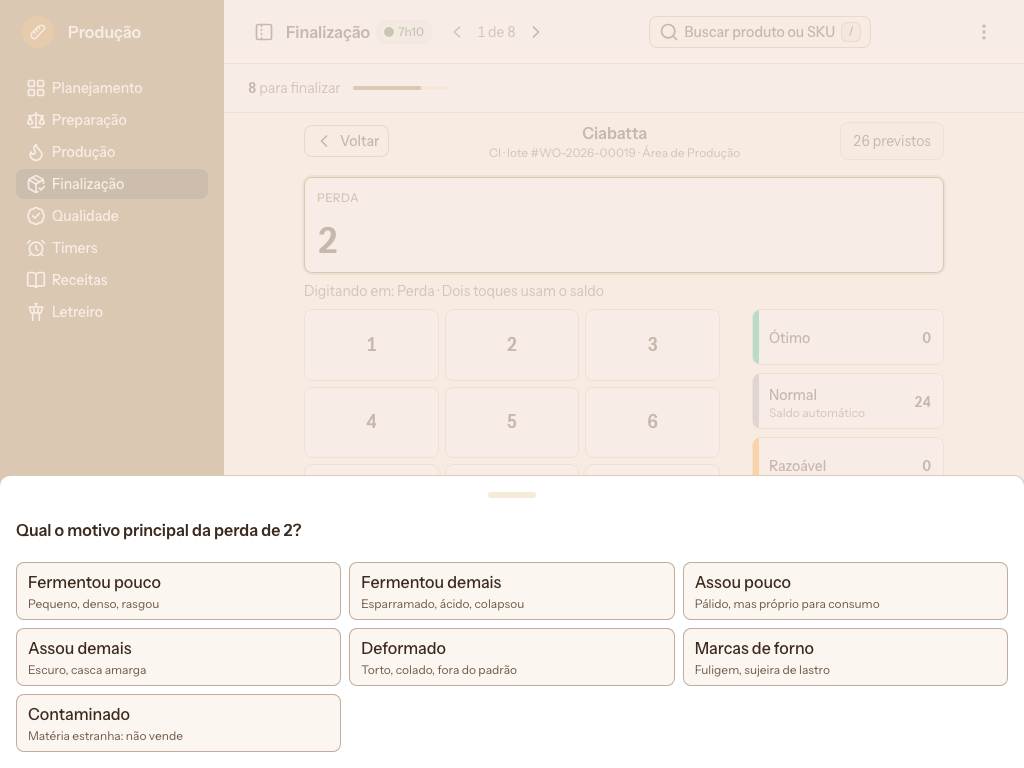 Produção
Finalização
7h10
1 de 8
Buscar produto ou SKU
/
Planejamento
Preparação
Produção
Finalização
Qualidade
Timers
Receitas
Letreiro
8 para finalizar
Voltar
Ciabatta
CI · lote #WO-2026-00019 · Área de Produção
26 previstos
PERDA
2
Digitando em: Perda · Dois toques usam o saldo
1
2
3
4
5
6
Ótimo
0
Normal
Saldo automático
24
Razoável
0
Qual o motivo principal da perda de 2?
Fermentou pouco
Pequeno, denso, rasgou
Fermentou demais
Esparramado, ácido, colapsou
Assou pouco
Pálido, mas próprio para consumo
Assou demais
Escuro, casca amarga
Deformado
Torto, colado, fora do padrão
Marcas de forno
Fuligem, sujeira de lastro
Contaminado
Matéria estranha: não vende